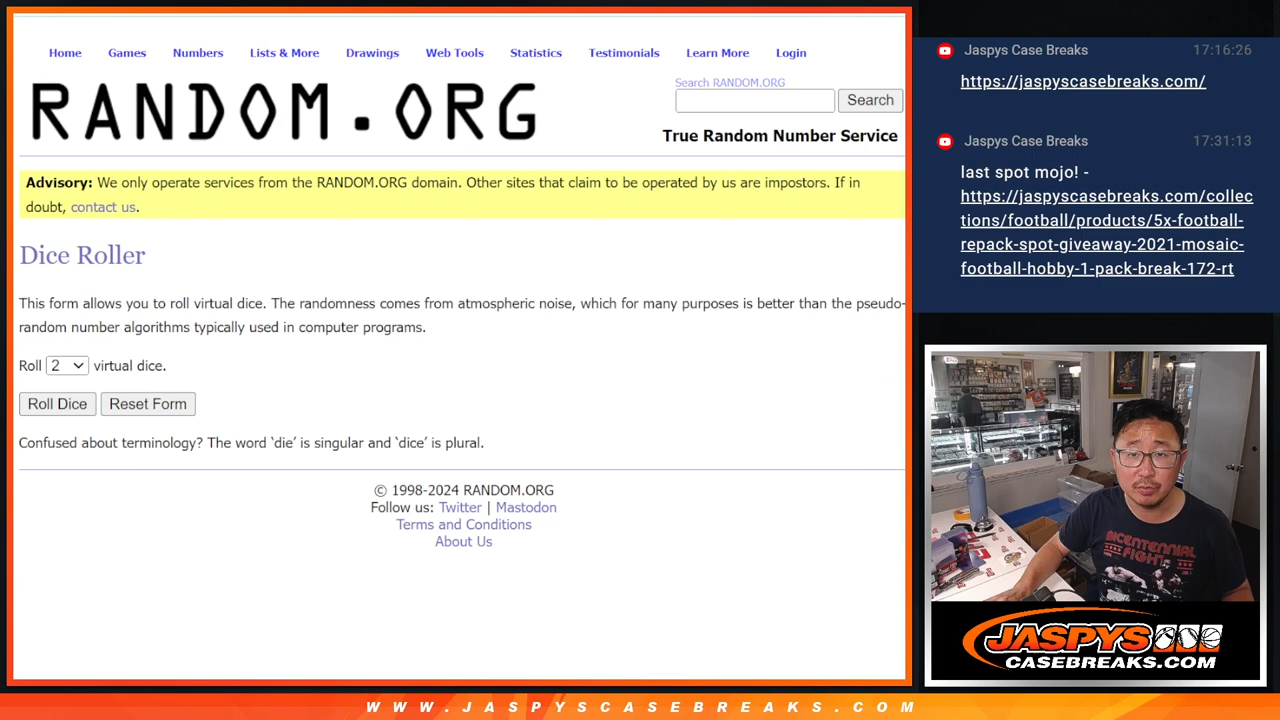 Home Games Numbers Lists & More Drawings Web Tools Statistics Testimonials Learn More Login
RANDOM.ORG
Search RANDOM.ORG
Search
True Random Number Service
Advisory: We only operate services from the RANDOM.ORG domain. Other sites that claim to be operated by us are impostors. If in
doubt, contact us.
Dice Roller
This form allows you to roll virtual dice. The randomness comes from atmospheric noise, which for many purposes is better than the pseudo-
random number algorithms typically used in computer programs.
Roll 2 virtual dice.
Roll Dice Reset Form
Confused about terminology? The word ‘die’ is singular and ‘dice’ is plural.
© 1998-2024 RANDOM.ORG
Follow us: Twitter | Mastodon
Terms and Conditions
About Us
Jaspys Case Breaks 17:16:26
https://jaspyscasebreaks.com/
Jaspys Case Breaks 17:31:13
last spot mojo! -
https://jaspyscasebreaks.com/collec
tions/football/products/5x-football-
repack-spot-giveaway-2021-mosaic-
football-hobby-1-pack-break-172-rt
BICENTENNIAL
FIGHT
JASPYS
CASEBREAKS.COM
WWW.JASPYSCASEBREAKS.COM